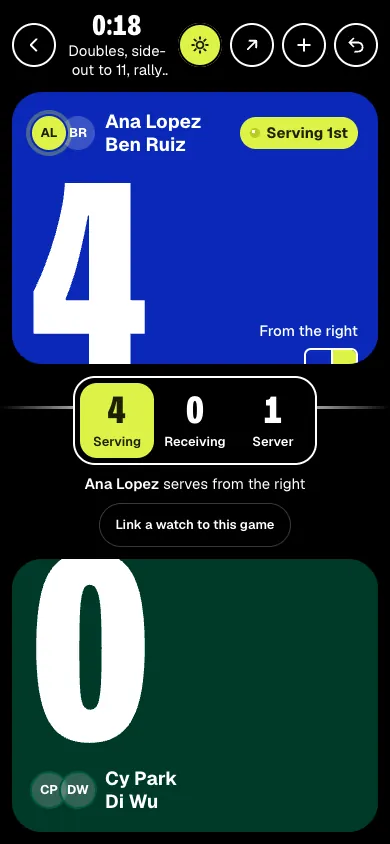 0:18
Doubles, side-
out to 11, rally..
AL
BR
Ana Lopez
Ben Ruiz
Serving 1st
4
From the right
4
0
1
Serving
Receiving
Server
Ana Lopez serves from the right
Link a watch to this game
0
CP
DW
Cy Park
Di Wu